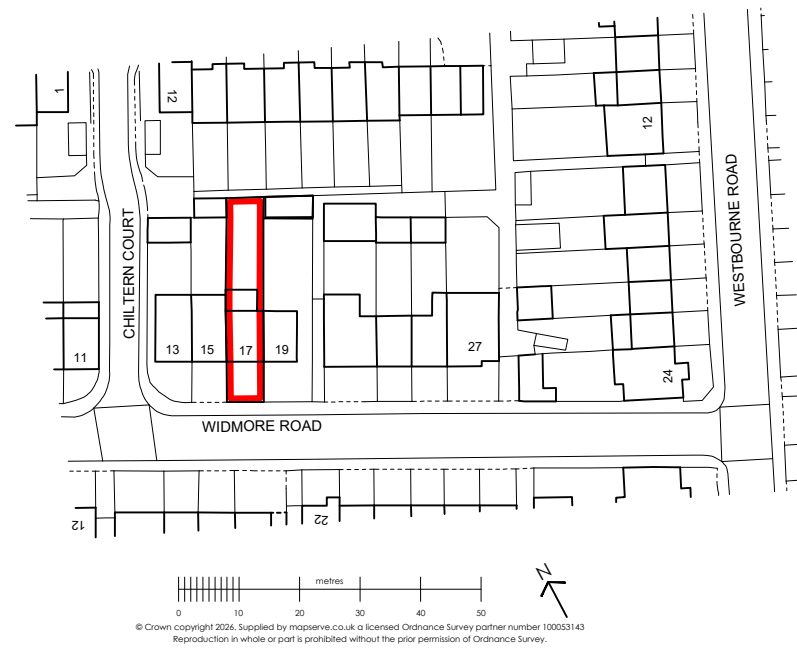 1
12
12
CHILTERN COURT
WESTBOURNE ROAD
11
13
15
17
19
27
24
WIDMORE ROAD
12
22
N
metres
0 10 20 30 40 50
© Crown copyright 2026. Supplied by mapserve.co.uk a licensed Ordnance Survey partner number 100053143
Reproduction in whole or part is prohibited without the prior permission of Ordnance Survey.